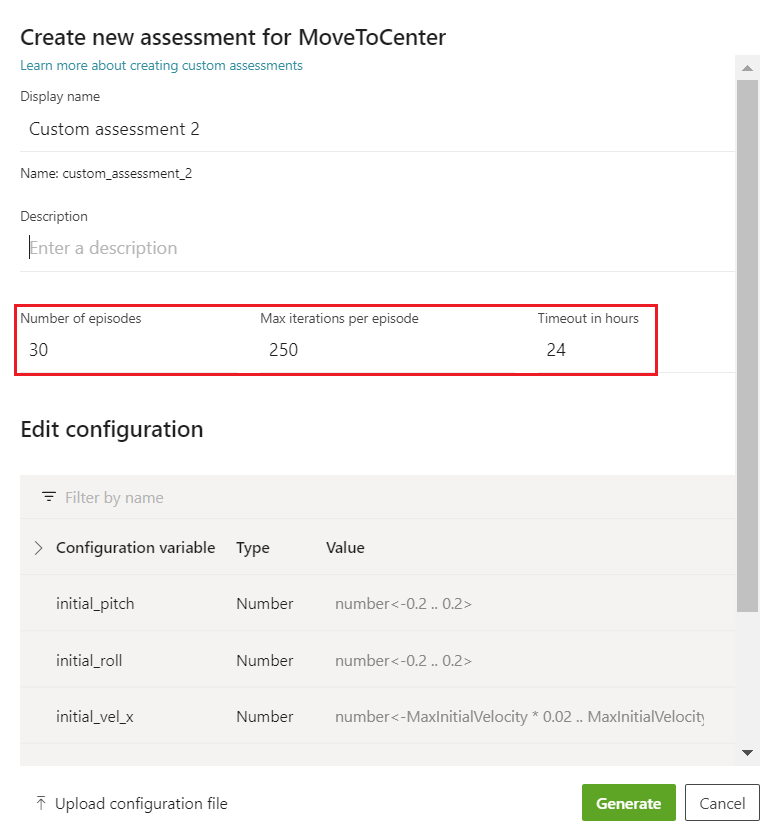 Create new assessment for MoveToCenter
Learn more about creating custom assessments
Display name
Custom assessment 2
Name: custom_assessment_2
Description
Enter a description
Number of episodes Max iterations per episode Timeout in hours
30 250 24
Edit configuration
Filter by name
Configuration variable Type Value
initial_pitch Number number<-0.2 .. 0.2>
initial_roll Number number<-0.2 .. 0.2>
initial_vel_x Number number<-MaxInitialVelocity * 0.02 .. MaxInitialVelocity
Upload configuration file Generate Cancel